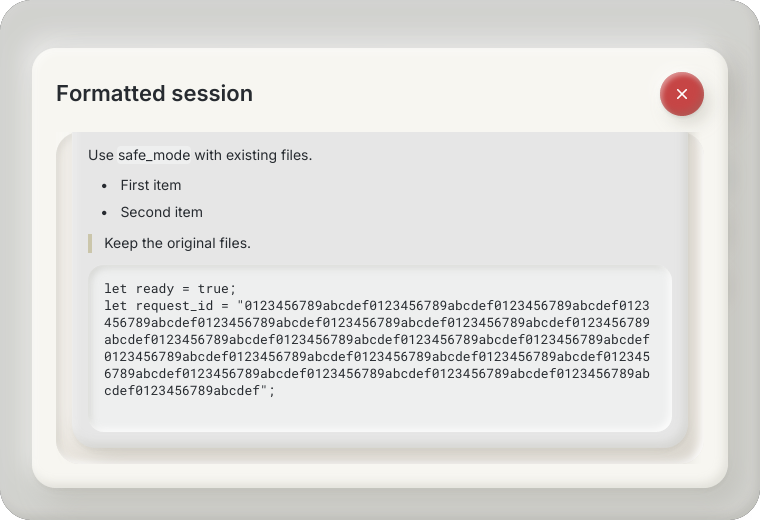 Formatted session
Use safe_mode with existing files.
• First item
• Second item
Keep the original files.
let ready = true;
let request_id = "0123456789abcdef0123456789abcdef0123456789abcdef0123
456789abcdef0123456789abcdef0123456789abcdef0123456789abcdef0123456789
abcdef0123456789abcdef0123456789abcdef0123456789abcdef0123456789abcdef
0123456789abcdef0123456789abcdef0123456789abcdef0123456789abcdef012345
6789abcdef0123456789abcdef0123456789abcdef0123456789abcdef0123456789ab
cdef0123456789abcdef";